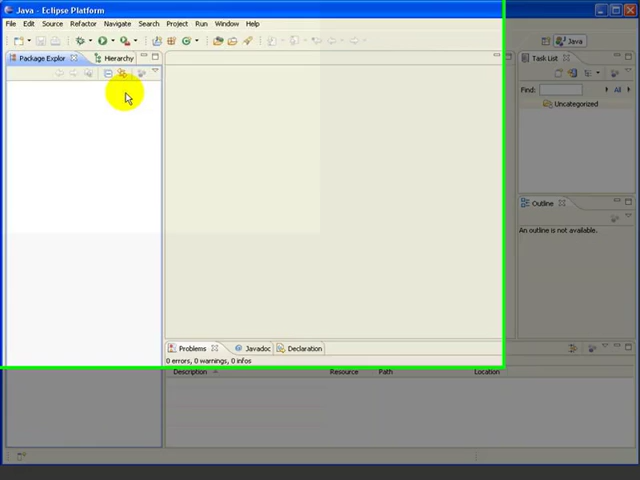 Java - Eclipse Platform
File Edit Source Refactor Navigate Search Project Run Window Help
Java
Package Explor
Hierarchy
Task List
Find:
All
Uncategorized
Outline
An outline is not available.
Problems
Javadoc
Declaration
0 errors, 0 warnings, 0 infos
Description Resource Path Location